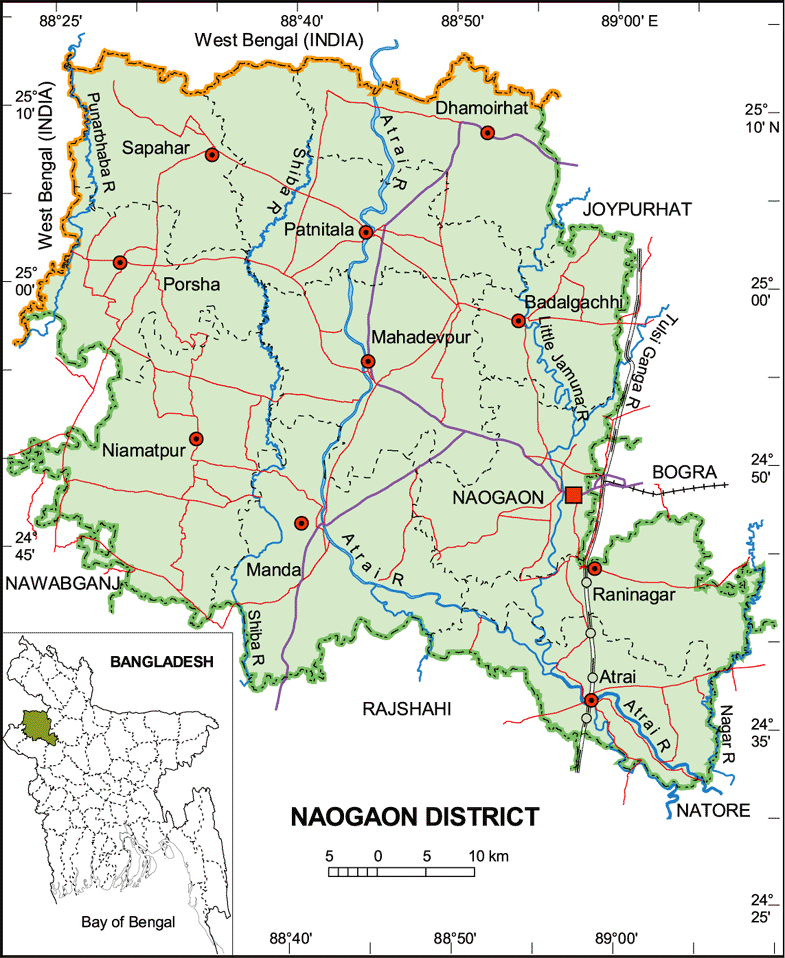 88°25'
88°40'
88°50'
89°00' E
West Bengal (INDIA)
25°
10'
25°
10' N
West Bengal (INDIA)
Punarbhaba R
Sapahar
Shiba R
Atrai R
Dhamoirhat
JOYPURHAT
Patnitala
Porsha
25°
00'
25°
00'
Badalgachhi
Mahadevpur
Little Jamuna R
Tulsi Ganga R
Niamatpur
NAOGAON
BOGRA
24°
50'
24°
45'
Manda
Atrai R
NAWABGANJ
Raninagar
Shiba R
Atrai
RAJSHAHI
Atrai R
Nagar R
24°
35'
NATORE
BANGLADESH
Bay of Bengal
NAOGAON DISTRICT
5 0 5 10 km
24°
25'
88°40'
88°50'
89°00'